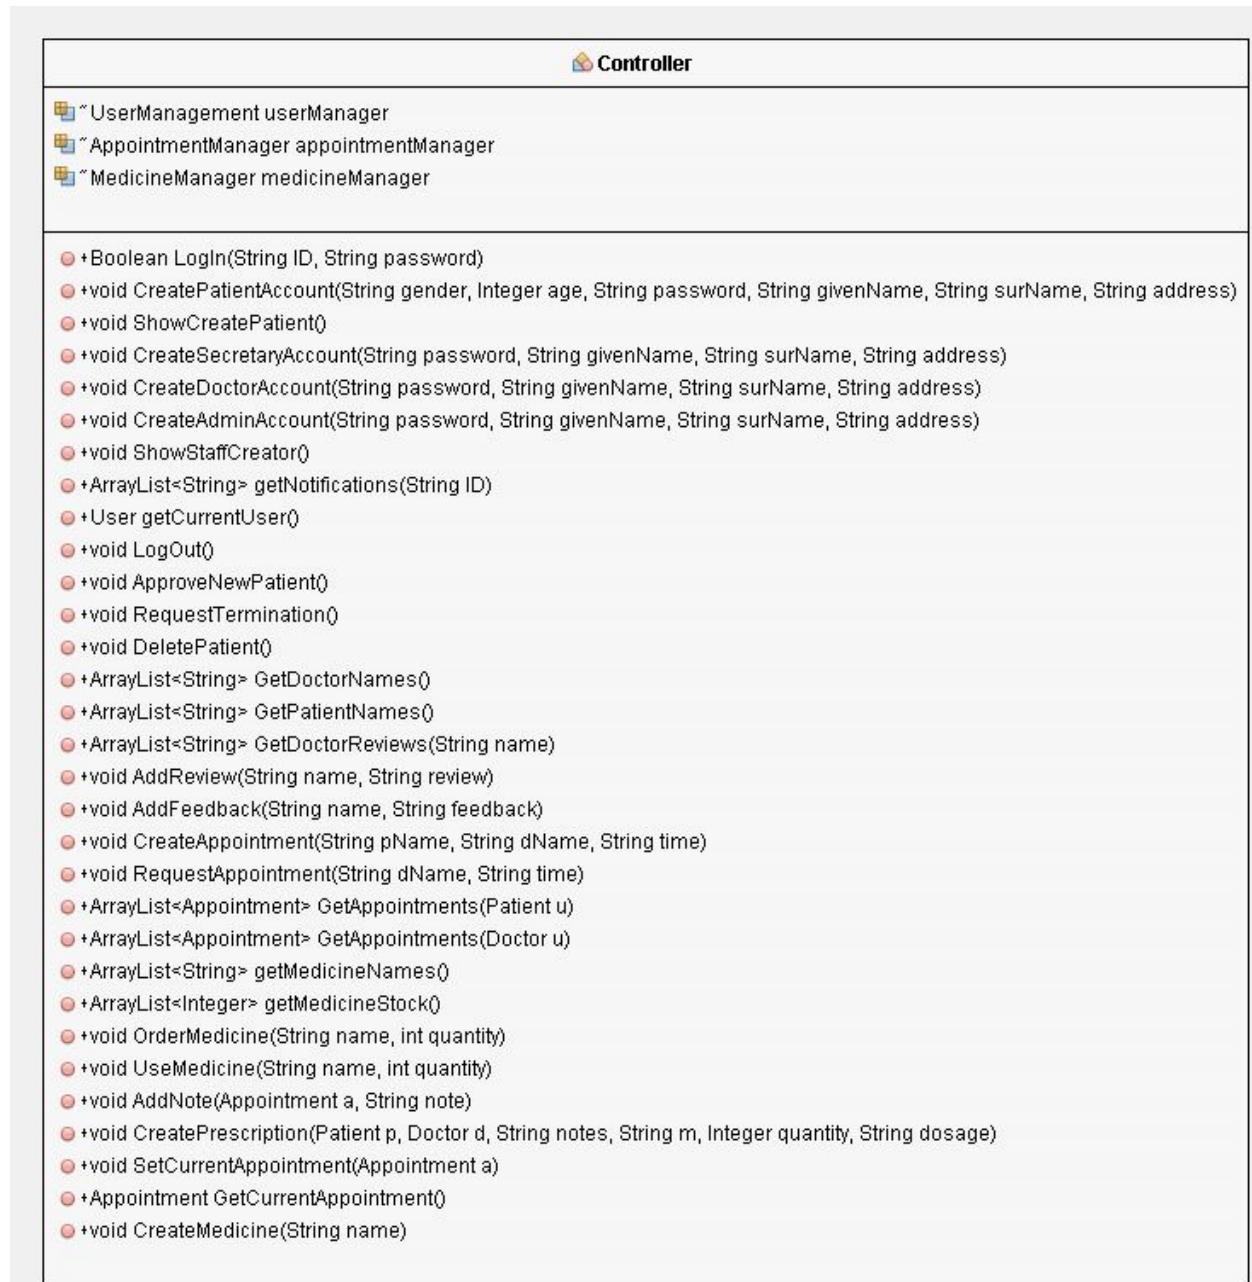 Controller
~UserManagement userManager
~AppointmentManager appointmentManager
~MedicineManager medicineManager
+Boolean LogIn(String ID, String password)
+void CreatePatientAccount(String gender, Integer age, String password, String givenName, String surName, String address)
+void ShowCreatePatient()
+void CreateSecretaryAccount(String password, String givenName, String surName, String address)
+void CreateDoctorAccount(String password, String givenName, String surName, String address)
+void CreateAdminAccount(String password, String givenName, String surName, String address)
+void ShowStaffCreator()
+ArrayList<String> getNotifications(String ID)
+User getCurrentUser()
+void LogOut()
+void ApproveNewPatient()
+void RequestTermination()
+void DeletePatient()
+ArrayList<String> GetDoctorNames()
+ArrayList<String> GetPatientNames()
+ArrayList<String> GetDoctorReviews(String name)
+void AddReview(String name, String review)
+void AddFeedback(String name, String feedback)
+void CreateAppointment(String pName, String dName, String time)
+void RequestAppointment(String dName, String time)
+ArrayList<Appointment> GetAppointments(Patient u)
+ArrayList<Appointment> GetAppointments(Doctor u)
+ArrayList<String> getMedicineNames()
+ArrayList<Integer> getMedicineStock()
+void OrderMedicine(String name, int quantity)
+void UseMedicine(String name, int quantity)
+void AddNote(Appointment a, String note)
+void CreatePrescription(Patient p, Doctor d, String notes, String m, Integer quantity, String dosage)
+void SetCurrentAppointment(Appointment a)
+Appointment GetCurrentAppointment()
+void CreateMedicine(String name)